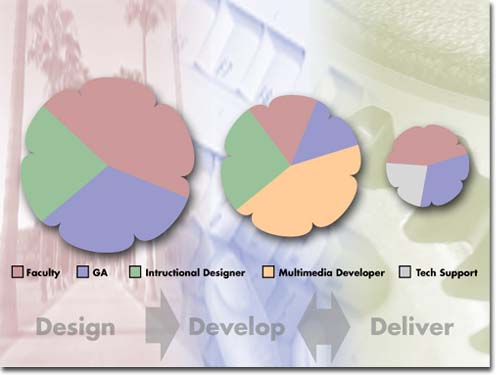 Faculty GA Intructional Designer Multimedia Developer Tech Support
Design Develop Deliver